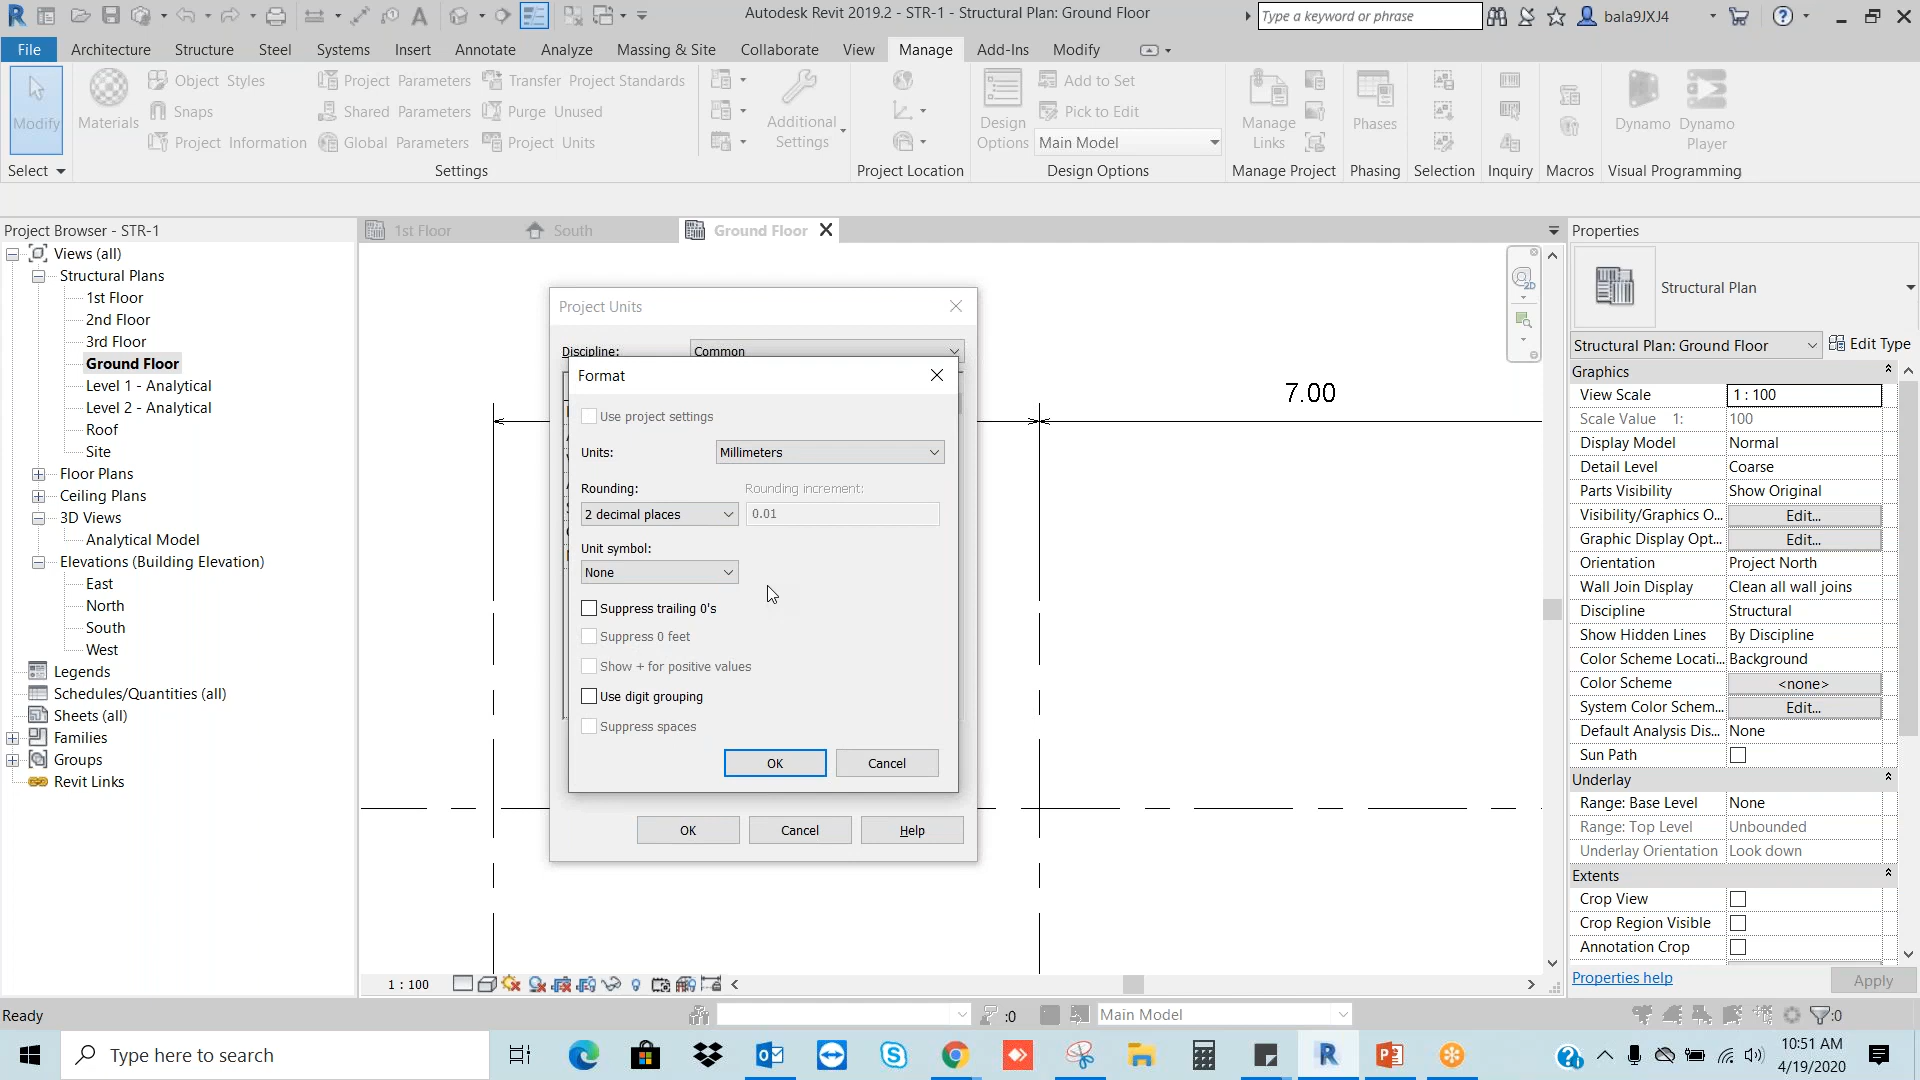 Autodesk Revit 2019.2 - STR-1 - Structural Plan: Ground Floor
Type a keyword or phrase
bala9JXJ4
File Architecture Structure Steel Systems Insert Annotate Analyze Massing & Site Collaborate View Manage Add-Ins Modify
Modify
Materials
Object Styles
Snaps
Project Information
Project Parameters
Shared Parameters
Global Parameters
Transfer Project Standards
Purge Unused
Project Units
Additional Settings
Design Options
Add to Set
Pick to Edit
Main Model
Manage Links
Phases
Dynamo
Dynamo Player
Select
Settings
Project Location
Design Options
Manage Project
Phasing
Selection
Inquiry
Macros
Visual Programming
Project Browser - STR-1
Views (all)
Structural Plans
1st Floor
2nd Floor
3rd Floor
Ground Floor
Level 1 - Analytical
Level 2 - Analytical
Roof
Site
Floor Plans
Ceiling Plans
3D Views
Analytical Model
Elevations (Building Elevation)
East
North
South
West
Legends
Schedules/Quantities (all)
Sheets (all)
Families
Groups
Revit Links
1st Floor
South
Ground Floor
7.00
2D
Project Units
Discipline: Common
Format
Use project settings
Units: Millimeters
Rounding: Rounding increment:
2 decimal places 0.01
Unit symbol:
None
Suppress trailing 0's
Suppress 0 feet
Show + for positive values
Use digit grouping
Suppress spaces
OK Cancel
OK Cancel Help
Properties
Structural Plan
Structural Plan: Ground Floor Edit Type
Graphics
View Scale 1 : 100
Scale Value 1: 100
Display Model Normal
Detail Level Coarse
Parts Visibility Show Original
Visibility/Graphics O... Edit...
Graphic Display Opt... Edit...
Orientation Project North
Wall Join Display Clean all wall joins
Discipline Structural
Show Hidden Lines By Discipline
Color Scheme Locati... Background
Color Scheme <none>
System Color Schem... Edit...
Default Analysis Dis... None
Sun Path
Underlay
Range: Base Level None
Range: Top Level Unbounded
Underlay Orientation Look down
Extents
Crop View
Crop Region Visible
Annotation Crop
Properties help Apply
1 : 100
Ready
:0
Main Model
:0
Type here to search
10:51 AM
4/19/2020